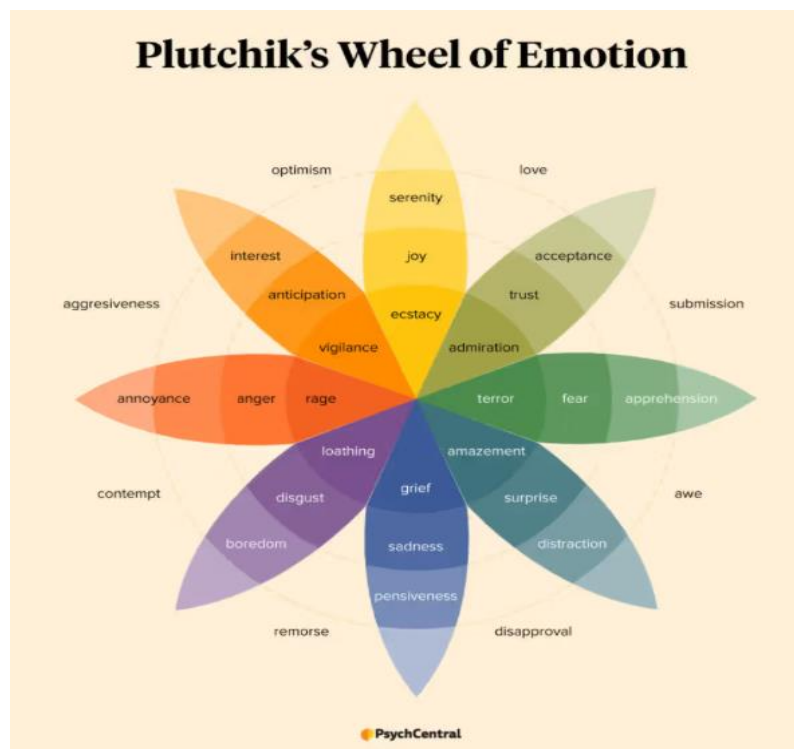 Plutchik's Wheel of Emotion
optimism
love
serenity
interest
joy
acceptance
anticipation
trust
aggresiveness
ecstacy
submission
vigilance
admiration
annoyance
anger
rage
terror
fear
apprehension
loathing
amazement
contempt
disgust
grief
surprise
awe
boredom
sadness
distraction
pensiveness
remorse
disapproval
PsychCentral